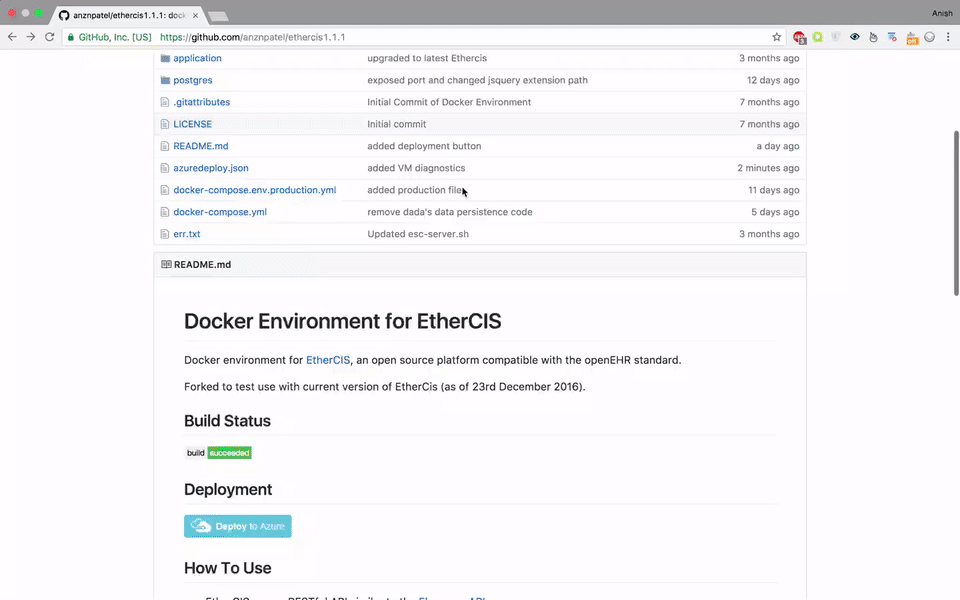 anznpatel/ethercis1.1.1: dock
Anish
GitHub, Inc. [US] https://github.com/anznpatel/ethercis1.1.1
application upgraded to latest Ethercis 3 months ago
postgres exposed port and changed jsquery extension path 12 days ago
.gitattributes Initial Commit of Docker Environment 7 months ago
LICENSE Initial commit 7 months ago
README.md added deployment button a day ago
azuredeploy.json added VM diagnostics 2 minutes ago
docker-compose.env.production.yml added production file 11 days ago
docker-compose.yml remove dada's data persistence code 5 days ago
err.txt Updated esc-server.sh 3 months ago
README.md
Docker Environment for EtherCIS
Docker environment for EtherCIS, an open source platform compatible with the openEHR standard.
Forked to test use with current version of EtherCis (as of 23rd December 2016).
Build Status
build succeeded
Deployment
Deploy to Azure
How To Use